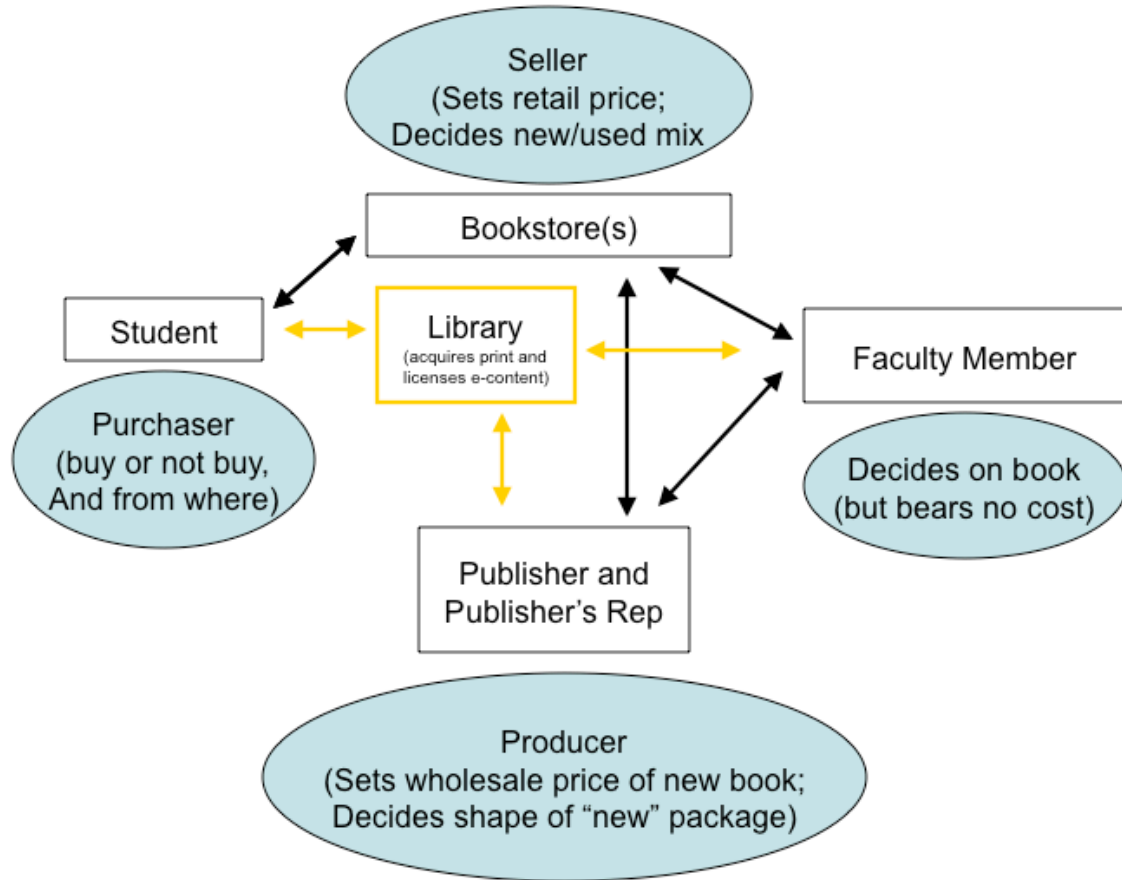 Seller
(Sets retail price;
Decides new/used mix
Bookstore(s)
Student
Library
(acquires print and
licenses e-content)
Faculty Member
Purchaser
(buy or not buy,
And from where)
Decides on book
(but bears no cost)
Publisher and
Publisher’s Rep
Producer
(Sets wholesale price of new book;
Decides shape of “new” package)